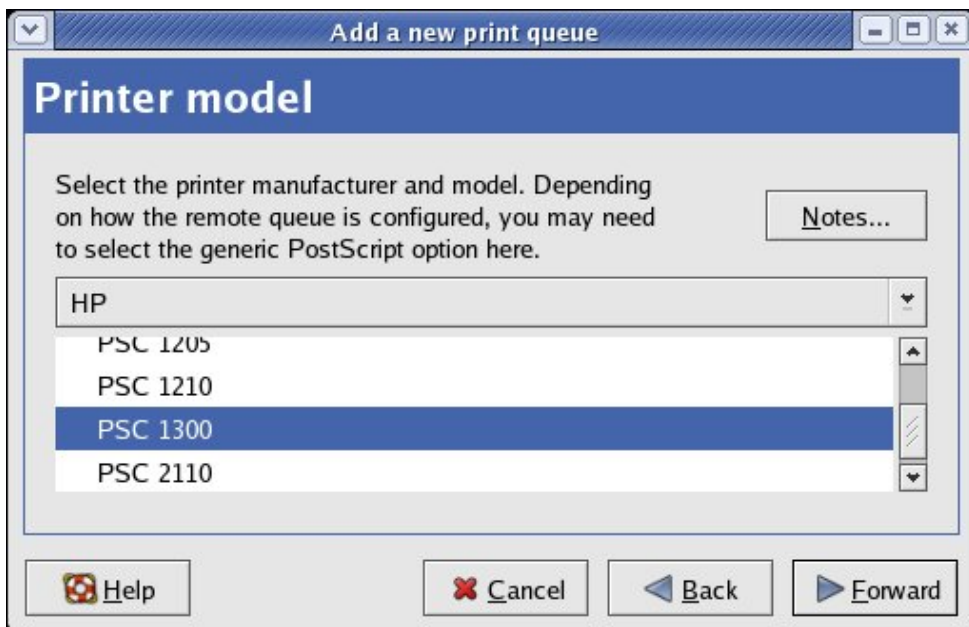 Add a new print queue
Printer model
Select the printer manufacturer and model. Depending
on how the remote queue is configured, you may need
to select the generic PostScript option here.
Notes...
HP
PSC 1205
PSC 1210
PSC 1300
PSC 2110
Help
Cancel
Back
Forward